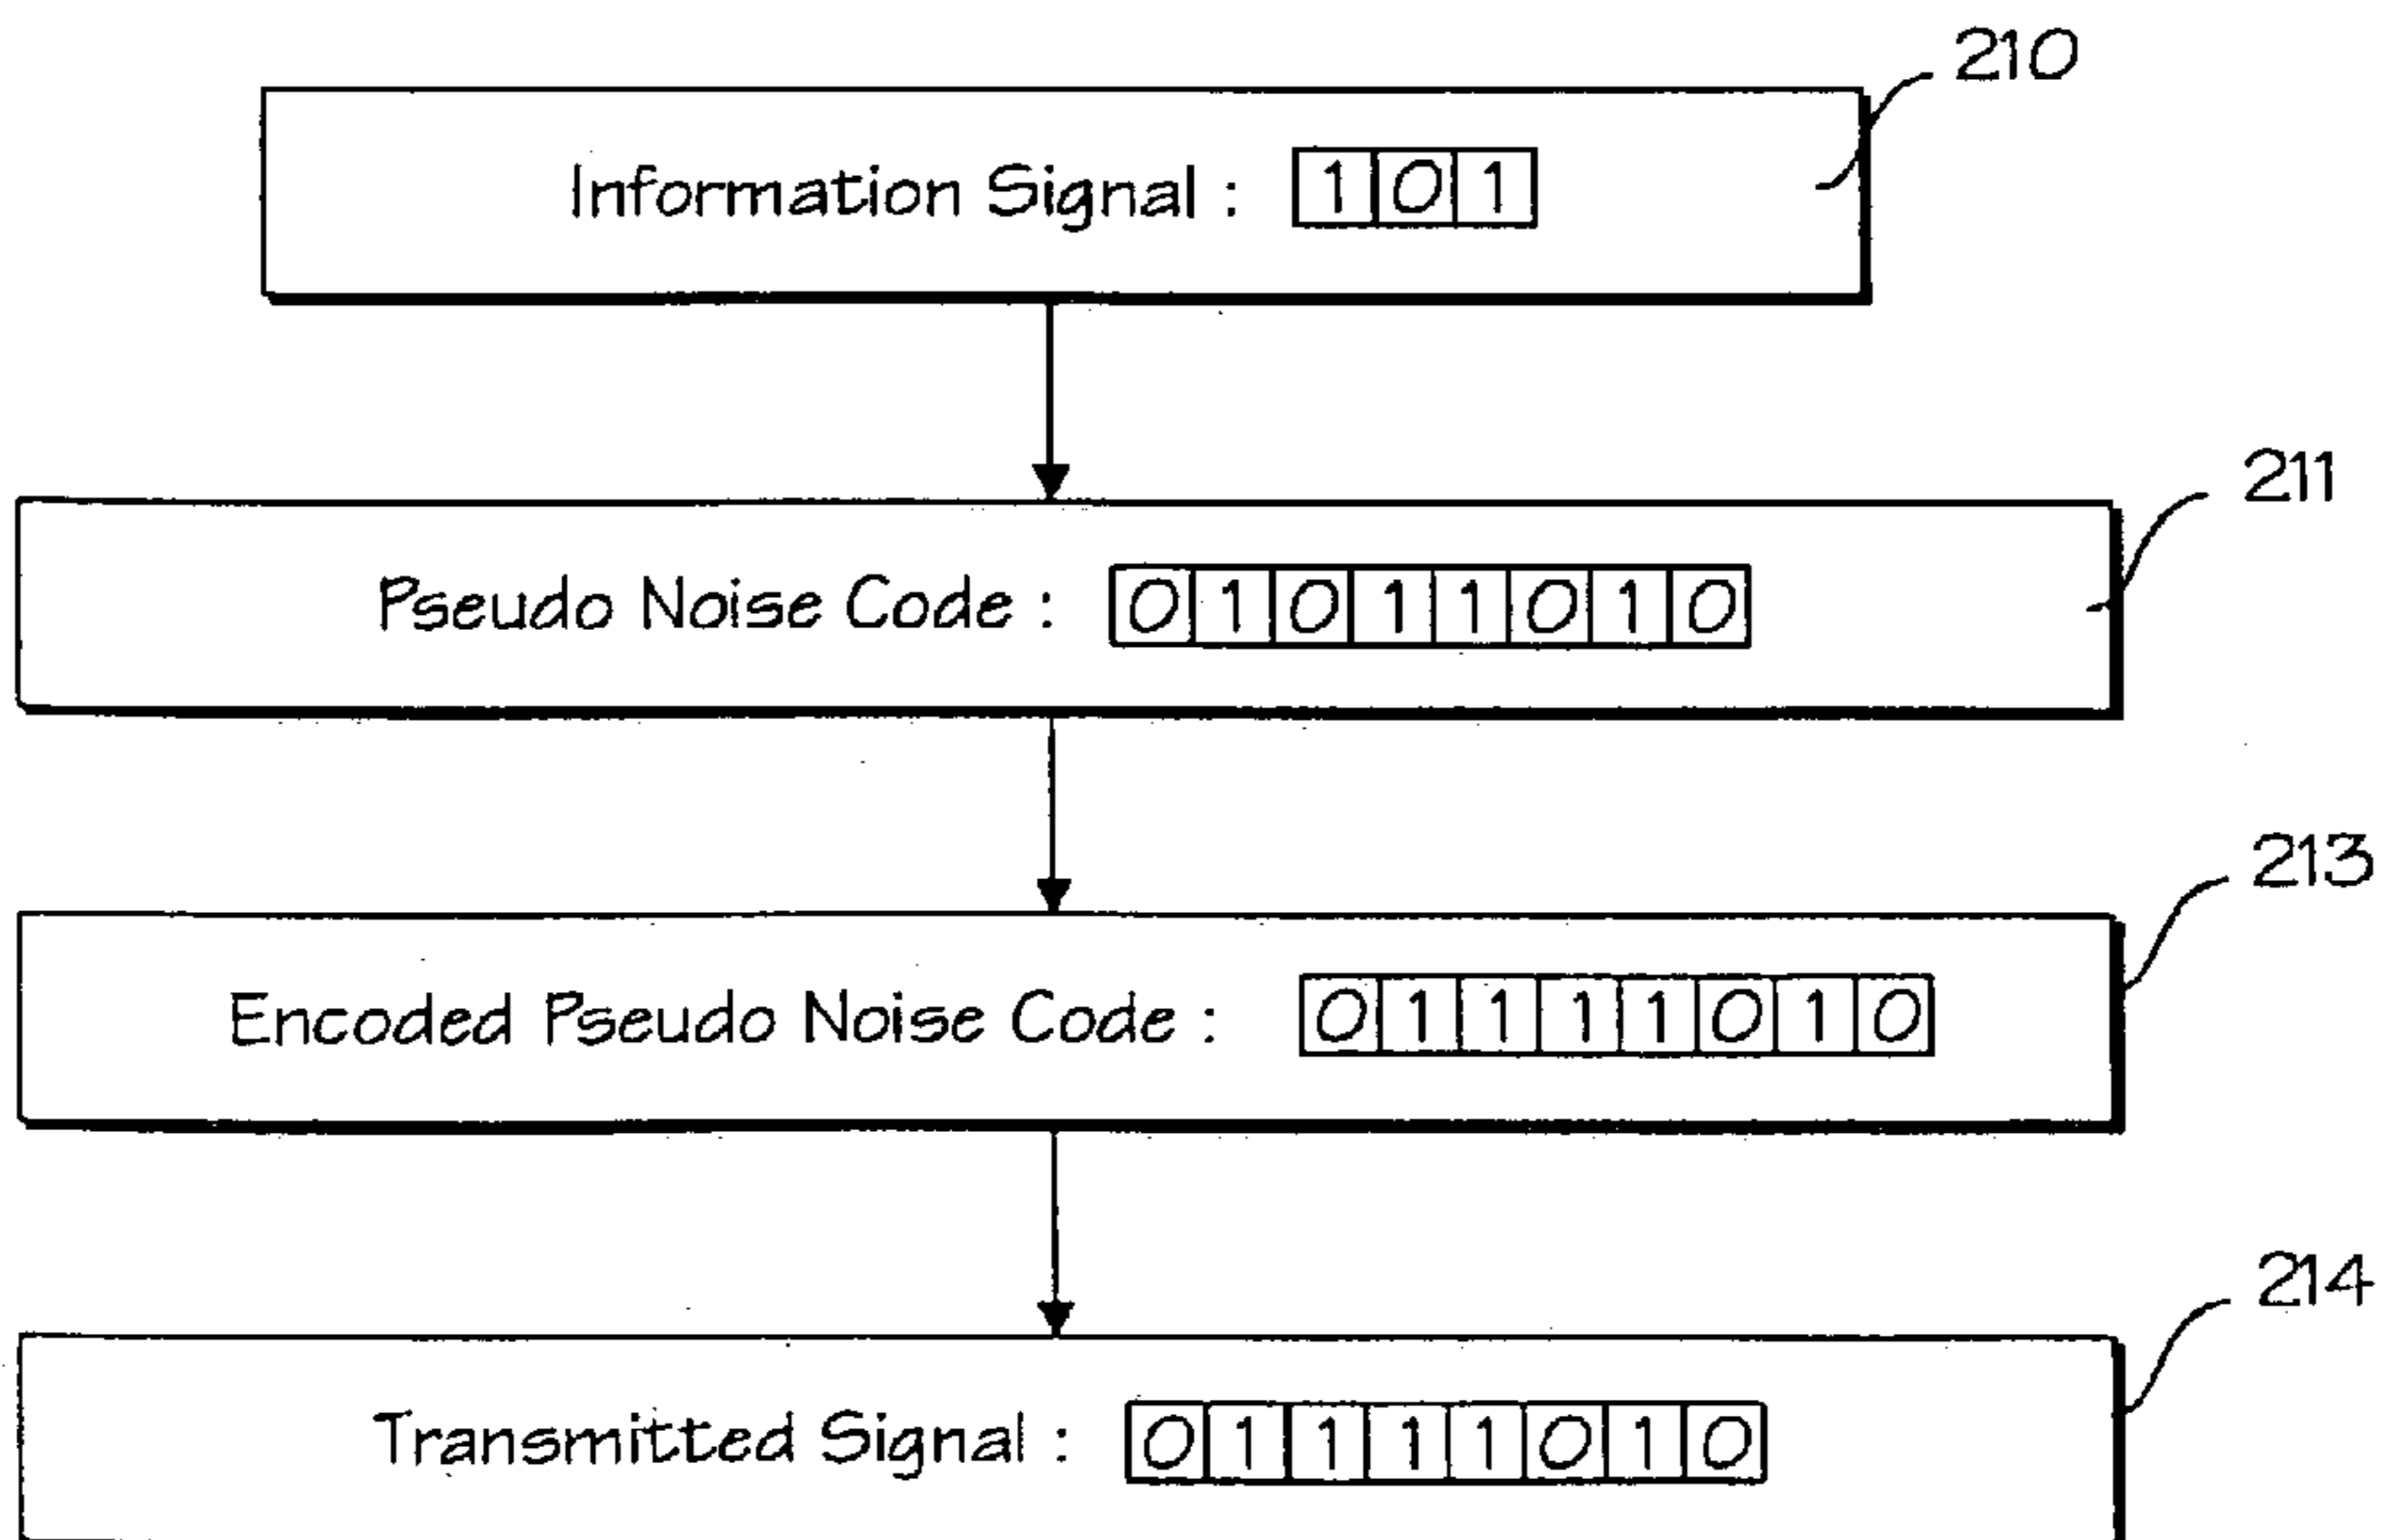 210
Information Signal : 1 0 1
211
Pseudo Noise Code : 0 1 0 1 1 0 1 0
213
Encoded Pseudo Noise Code : 0 1 1 1 1 0 1 0
214
Transmitted Signal : 0 1 1 1 1 0 1 0